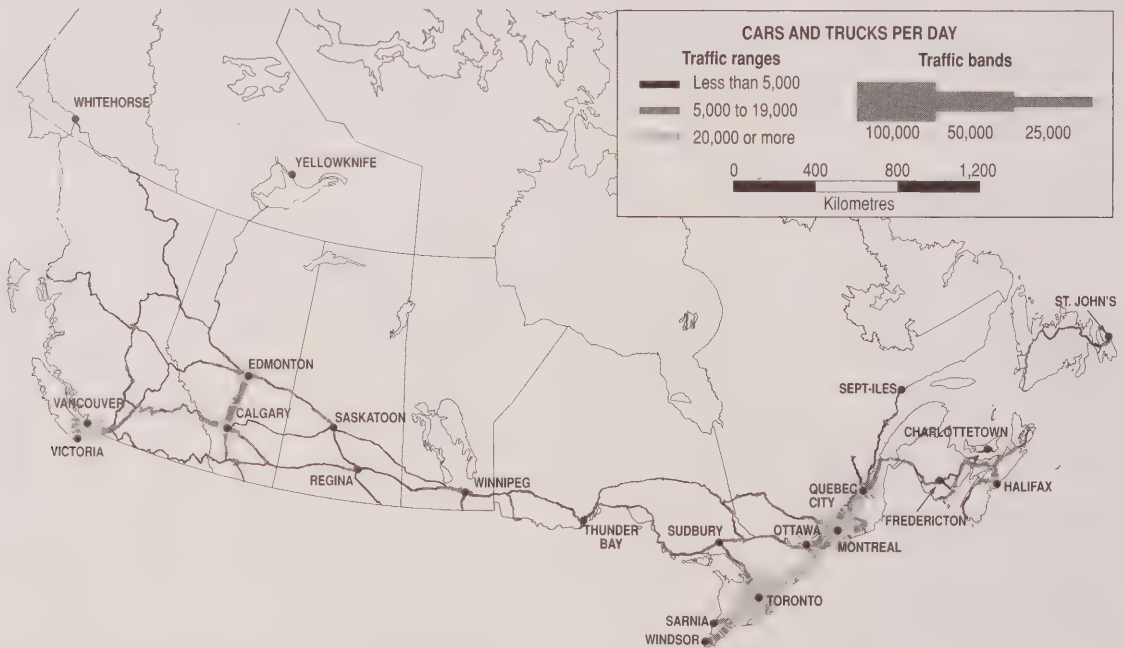 CARS AND TRUCKS PER DAY
Traffic ranges
Less than 5,000
5,000 to 19,000
20,000 or more
Traffic bands
100,000 50,000 25,000
0 400 800 1,200
Kilometres
WHITEHORSE
YELLOWKNIFE
ST. JOHN'S
EDMONTON
SEPT-ILES
VANCOUVER
CALGARY
SASKATOON
CHARLOTTETOWN
VICTORIA
REGINA
WINNIPEG
QUEBEC
CITY
HALIFAX
FREDERICTON
THUNDER
BAY
SUDBURY
OTTAWA
MONTREAL
TORONTO
SARNIA
WINDSOR